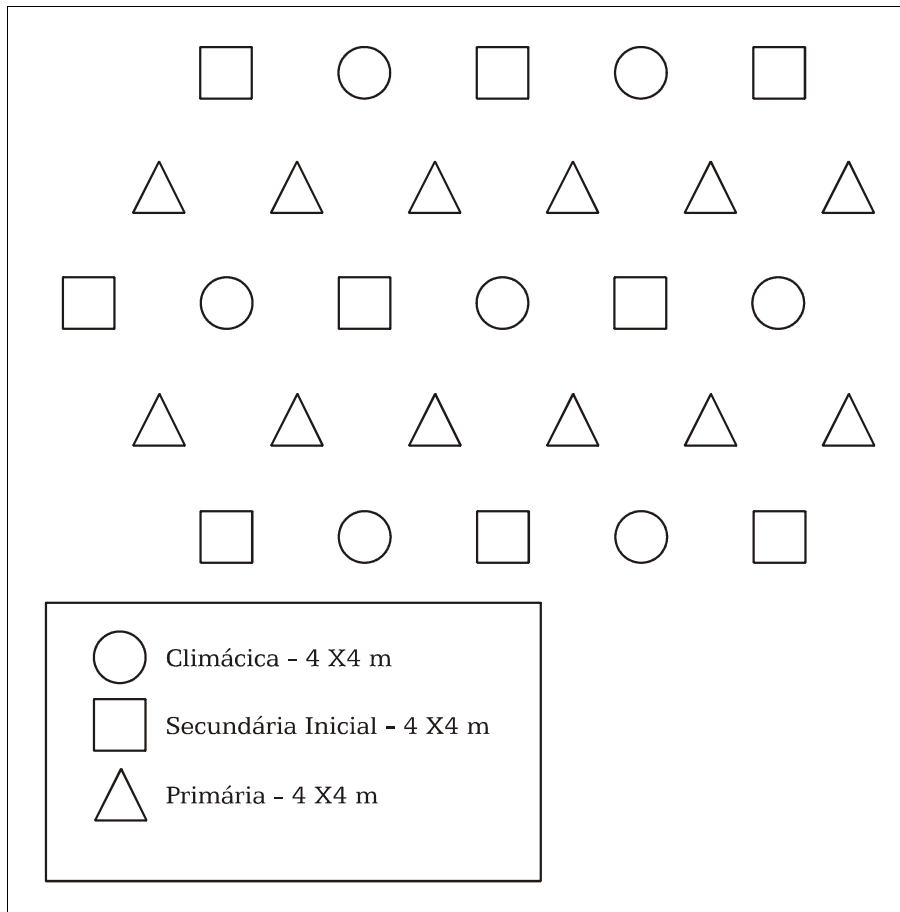 Climácica – 4 X4 m
Secundária Inicial – 4 X4 m
Primária – 4 X4 m